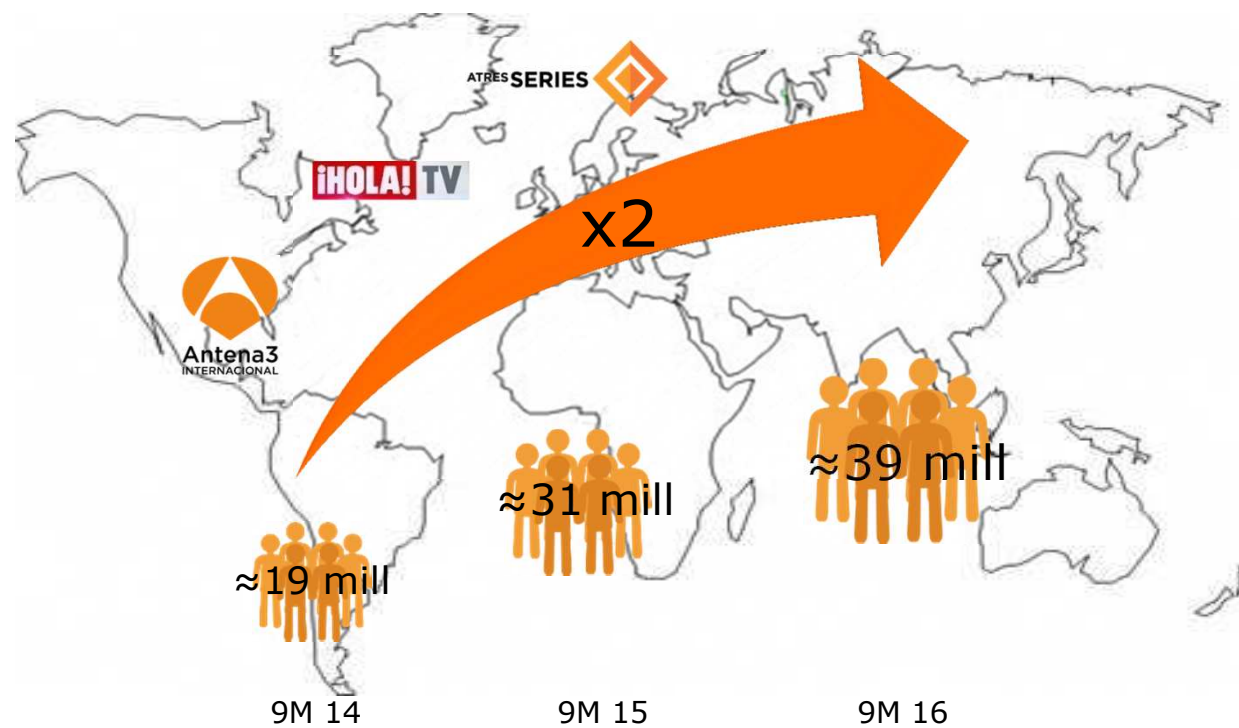 ATRES SERIES
¡HOLA! TV
x2
Antena3
INTERNACIONAL
≈39 mill
≈31 mill
≈19 mill
9M 14
9M 15
9M 16